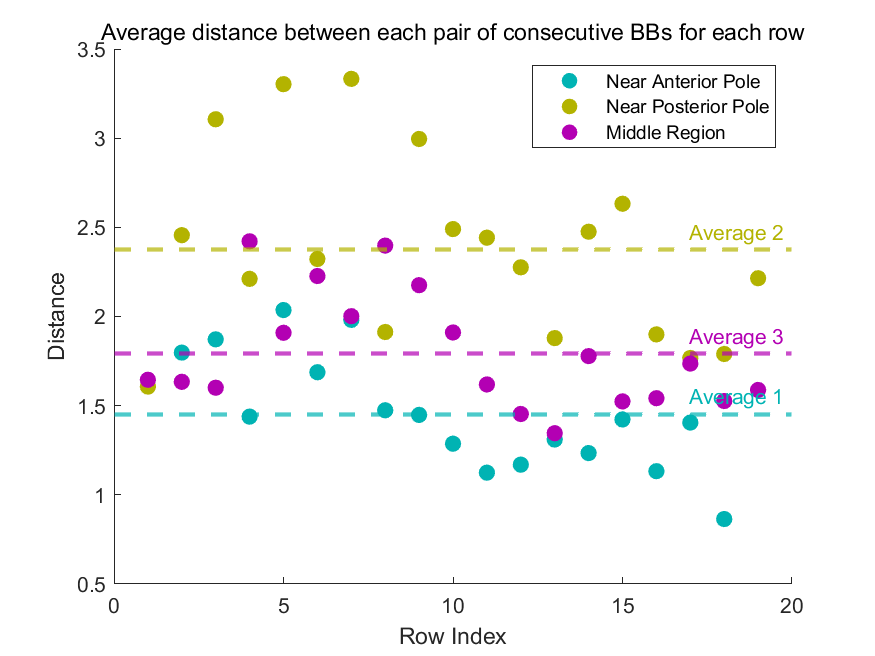 Average distance between each pair of consecutive BBs for each row
3.5
3
2.5
2
1.5
1
0.5
Distance
Near Anterior Pole
Near Posterior Pole
Middle Region
Average 2
Average 3
Average 1
0
5
10
15
20
Row Index